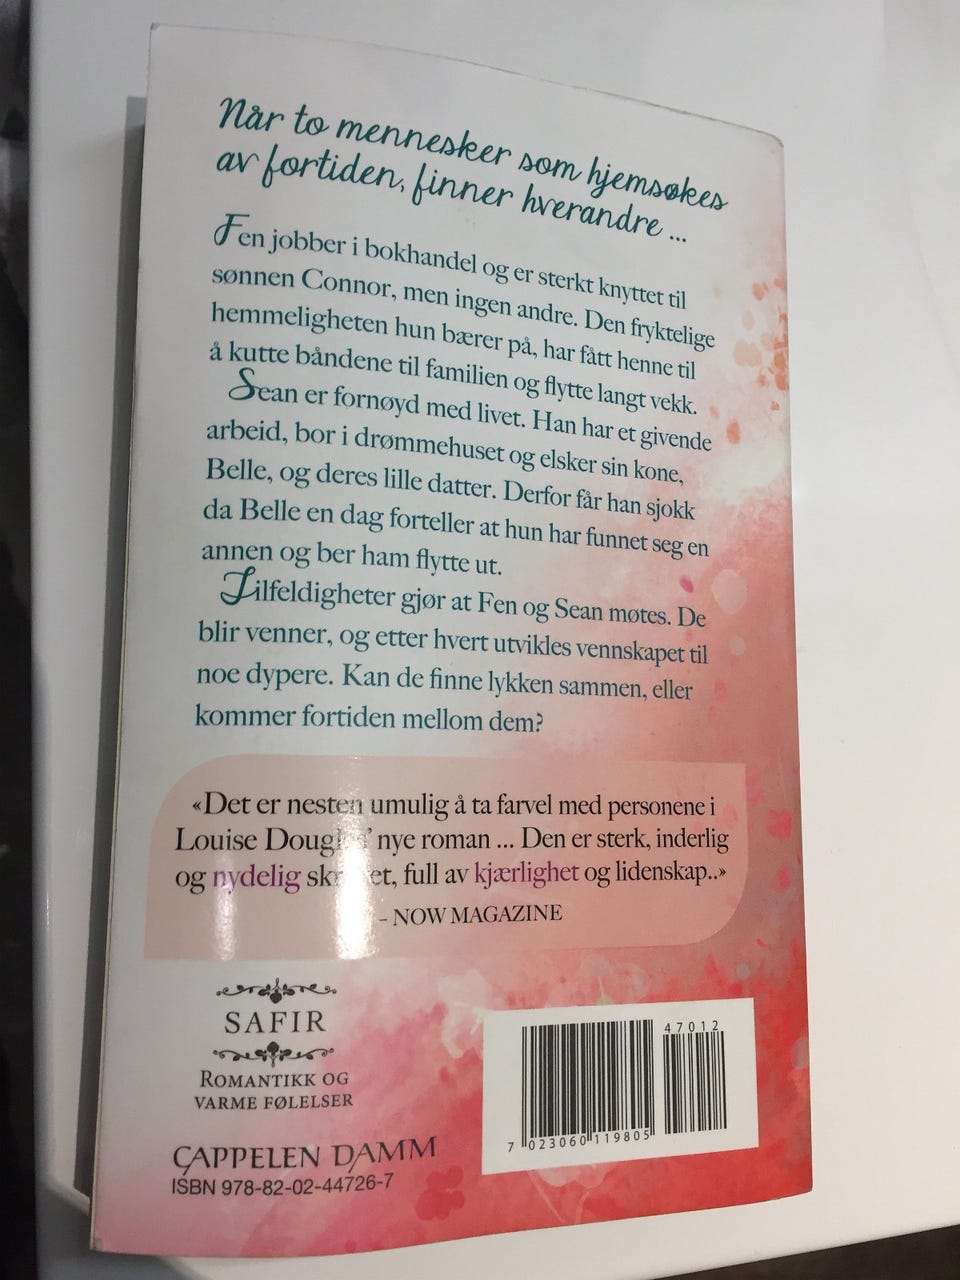 Når to mennesker som hjemsøkes
av fortiden, finner hverandre ...
Fen jobber i bokhandel og er sterkt knyttet til
sønnen Connor, men ingen andre. Den fryktelige
hemmeligheten hun bærer på, har fått henne til
å kutte båndene til familien og flytte langt vekk.
Sean er fornøyd med livet. Han har et givende
arbeid, bor i drømmehuset og elsker sin kone,
Belle, og deres lille datter. Derfor får han sjokk
da Belle en dag forteller at hun har funnet seg en
annen og ber ham flytte ut.
Tilfeldigheter gjør at Fen og Sean møtes. De
blir venner, og etter hvert utvikles vennskapet til
noe dypere. Kan de finne lykken sammen, eller
kommer fortiden mellom dem?
«Det er nesten umulig å ta farvel med personene i
Louise nye roman ... Den er sterk, inderlig
og nydelig full av kjærlighet og lidenskap..»
– NOW MAGAZINE
SAFIR
ROMANTIKK OG
VARME FØLELSER
CAPPELEN DAMM
ISBN 978-82-02-44726-7
47012
7 023060 119805